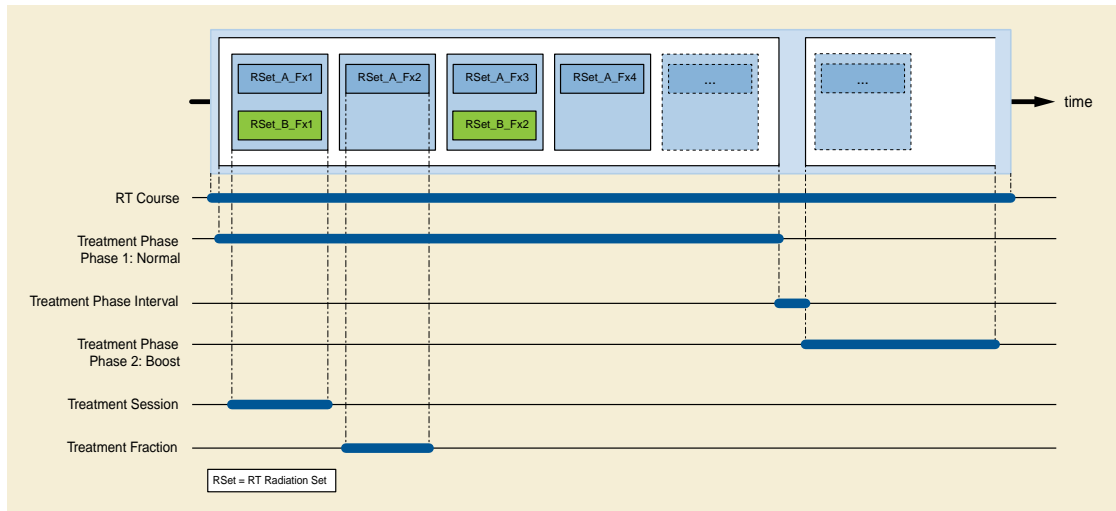 RSet_A_Fx1
RSet_A_Fx2
RSet_A_Fx3
RSet_A_Fx4
...
...
RSet_B_Fx1
RSet_B_Fx2
time
RT Course
Treatment Phase
Phase 1: Normal
Treatment Phase Interval
Treatment Phase
Phase 2: Boost
Treatment Session
Treatment Fraction
RSet = RT Radiation Set